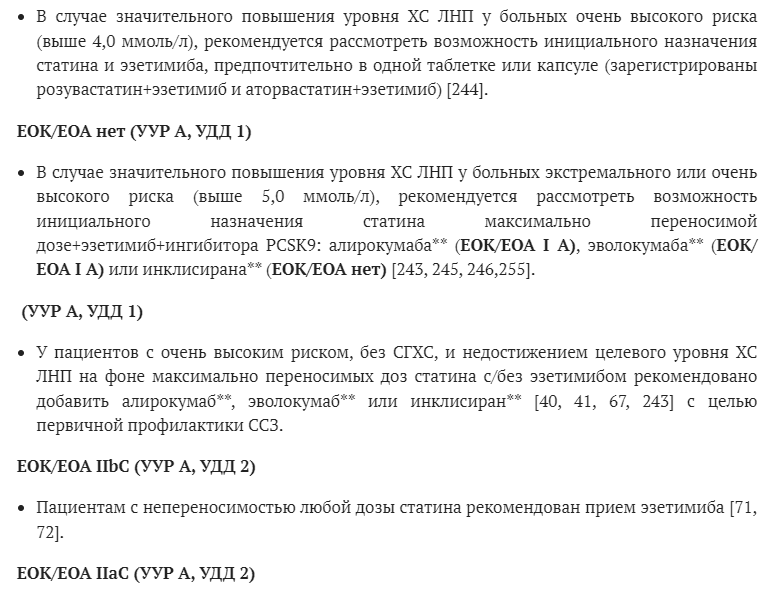 • В случае значительного повышения уровня ХС ЛНП у больных очень высокого риска
(выше 4,0 ммоль/л), рекомендуется рассмотреть возможность инициального назначения
статина и эзетимиба, предпочтительно в одной таблетке или капсуле (зарегистрированы
розувастатин+эзетимиб и аторвастатин+эзетимиб) [244].
ЕОК/ЕОА нет (УУР А, УДД 1)
• В случае значительного повышения уровня ХС ЛНП у больных экстремального или очень
высокого риска (выше 5,0 ммоль/л), рекомендуется рассмотреть возможность
инициального назначения статина максимально переносимой
дозе+эзетимиб+ингибитора PCSK9: алирокумаба** (ЕОК/ЕОА I А), эволокумаба** (ЕОК/
ЕОА I А) или инклисирана** (ЕОК/ЕОА нет) [243, 245, 246,255].
(УУР А, УДД 1)
• У пациентов с очень высоким риском, без СГХС, и недостижением целевого уровня ХС
ЛНП на фоне максимально переносимых доз статина с/без эзетимибом рекомендовано
добавить алирокумаб**, эволокумаб** или инклисиран** [40, 41, 67, 243] с целью
первичной профилактики ССЗ.
ЕОК/ЕОА IIbC (УУР А, УДД 2)
• Пациентам с непереносимостью любой дозы статина рекомендован прием эзетимиба [71,
72].
ЕОК/ЕОА IIaC (УУР А, УДД 2)